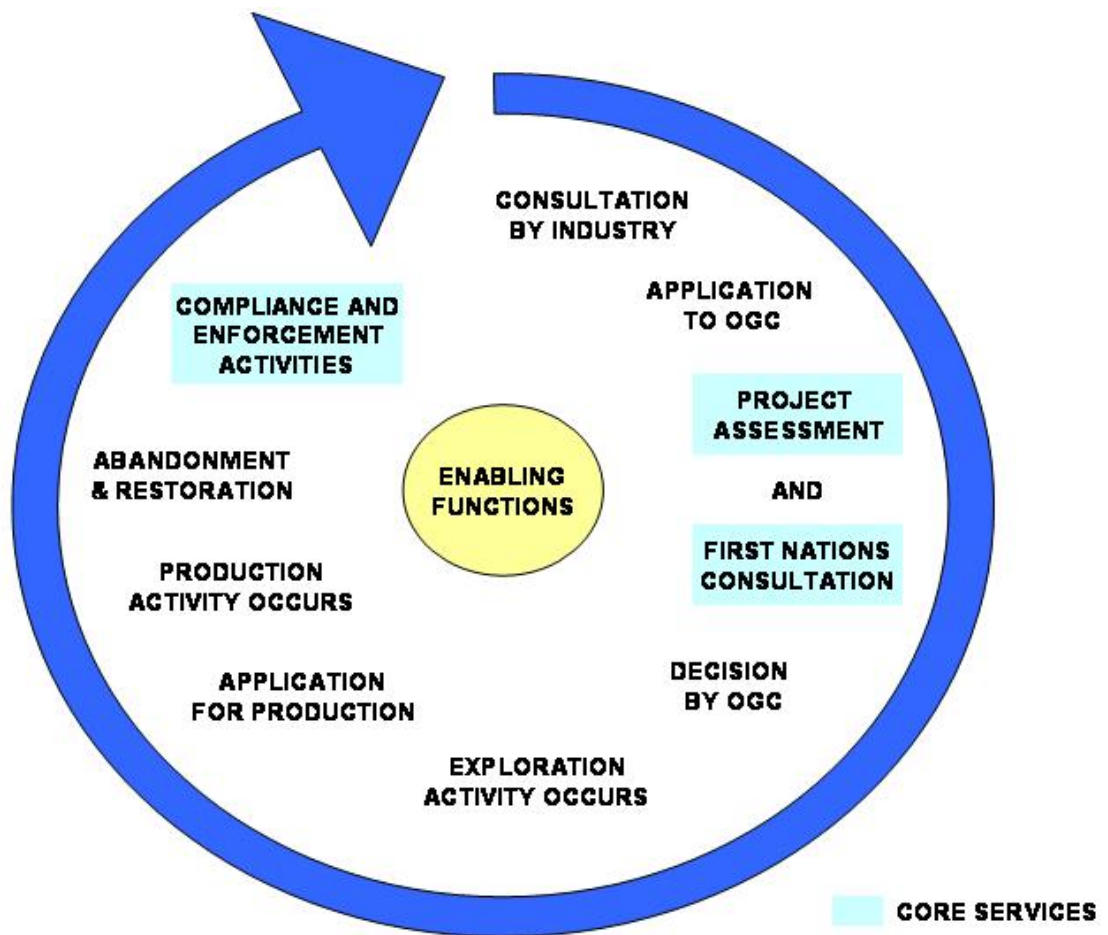 CONSULTATION
BY INDUSTRY
APPLICATION
TO OGC
PROJECT
ASSESSMENT
AND
FIRST NATIONS
CONSULTATION
DECISION
BY OGC
EXPLORATION
ACTIVITY OCCURS
APPLICATION
FOR PRODUCTION
PRODUCTION
ACTIVITY OCCURS
ABANDONMENT
& RESTORATION
COMPLIANCE AND
ENFORCEMENT
ACTIVITIES
ENABLING
FUNCTIONS
CORE SERVICES